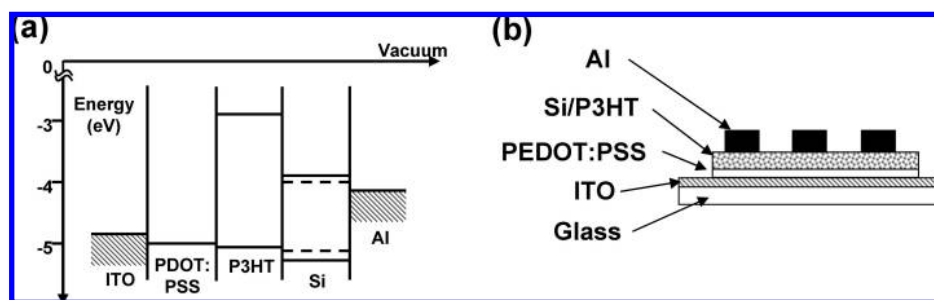 (a)
Vacuum
0
Energy
(eV)
-3
-4
-5
ITO
PDOT:
PSS
P3HT
Si
Al
(b)
Al
Si/P3HT
PEDOT:PSS
ITO
Glass